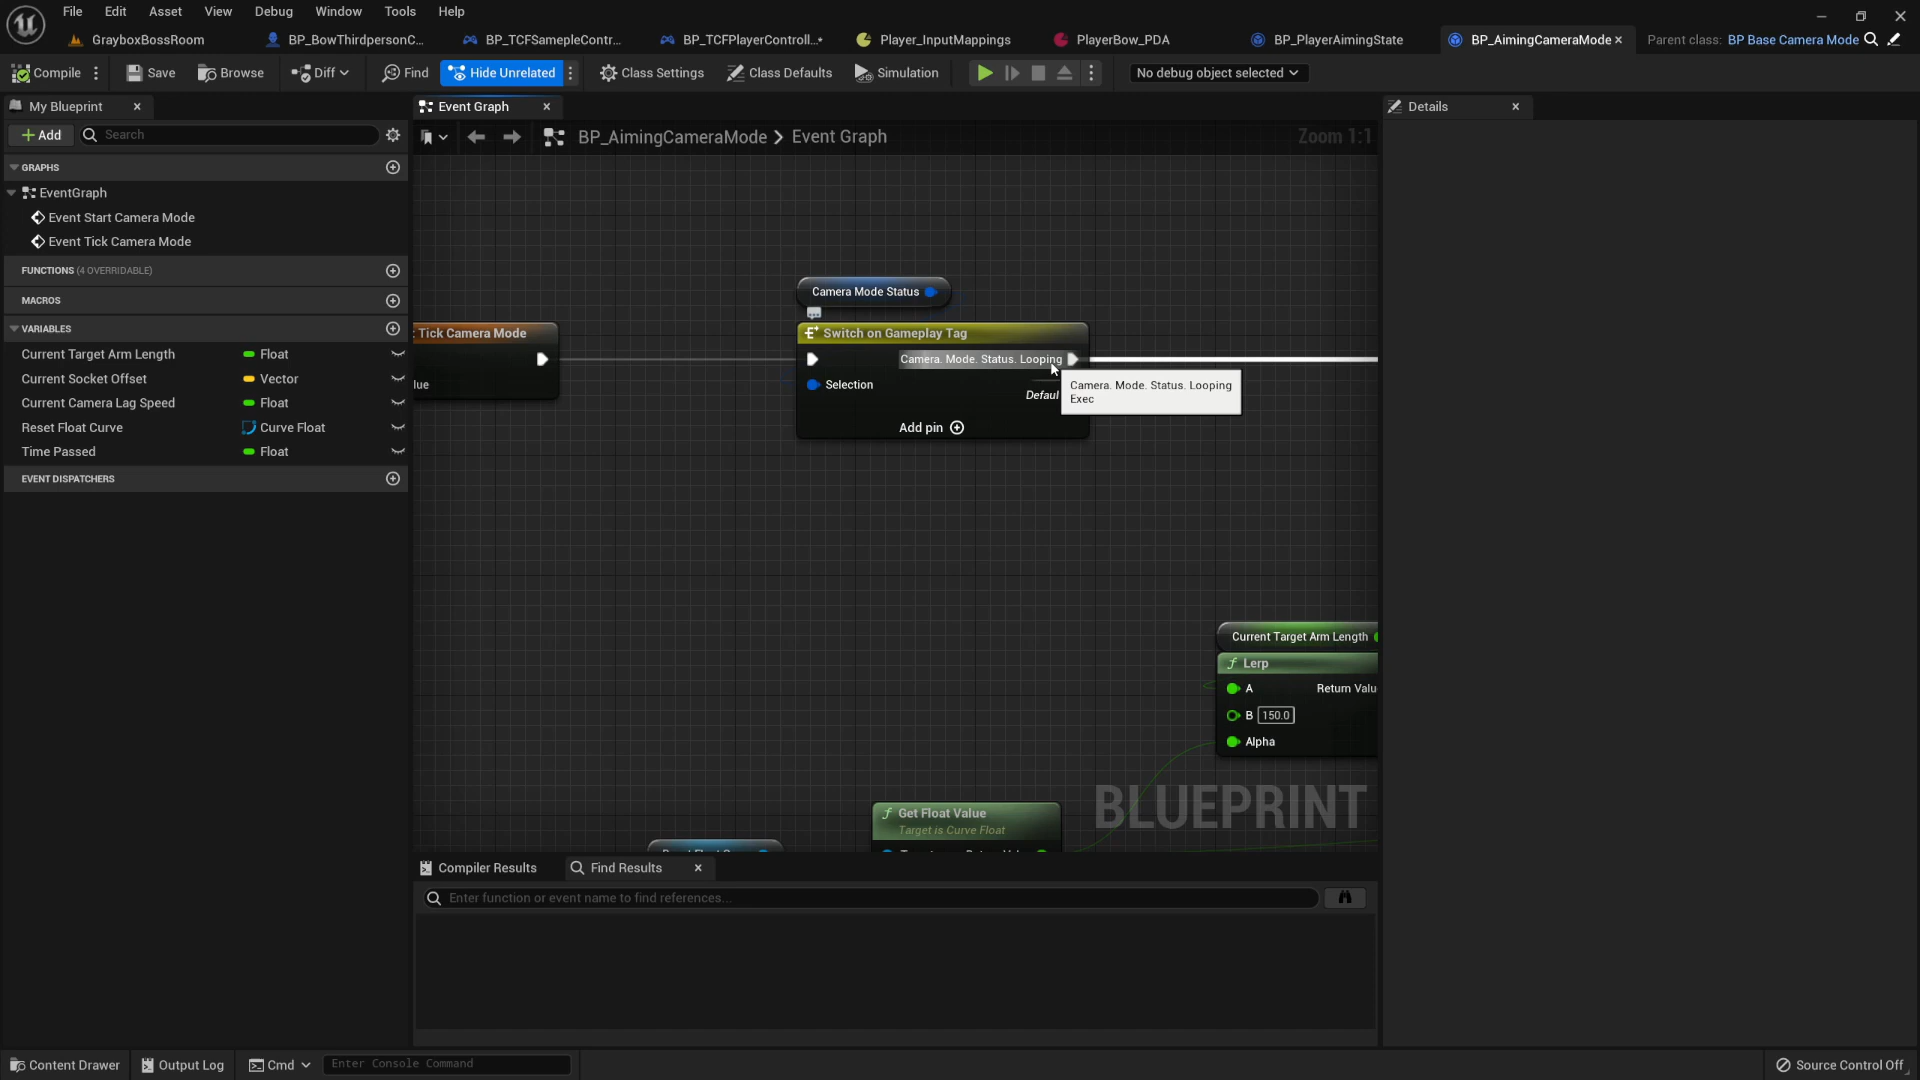 File Edit Asset View Debug Window Tools Help
GrayboxBossRoom BP_BowThirdpersonC... BP_TCFSamepleContr... BP_TCFPlayerControll...* Player_InputMappings PlayerBow_PDA BP_PlayerAimingState BP_AimingCameraMode Parent class: BP Base Camera Mode
Compile Save Browse Diff Find Hide Unrelated Class Settings Class Defaults Simulation No debug object selected
My Blueprint Event Graph Details
Add Search BP_AimingCameraMode > Event Graph Zoom 1:1
GRAPHS
EventGraph
Event Start Camera Mode
Event Tick Camera Mode
FUNCTIONS (4 OVERRIDABLE)
MACROS
VARIABLES
Current Target Arm Length Float
Current Socket Offset Vector
Current Camera Lag Speed Float
Reset Float Curve Curve Float
Time Passed Float
EVENT DISPATCHERS
Camera Mode Status
Tick Camera Mode
lue
Switch on Gameplay Tag
Camera. Mode. Status. Looping
Selection
Defaul
Add pin
Camera. Mode. Status. Looping
Exec
Current Target Arm Length
Lerp
A Return Valu
B 150.0
Alpha
Get Float Value
Target is Curve Float
BLUEPRINT
Compiler Results Find Results
Enter function or event name to find references...
Content Drawer Output Log Cmd Enter Console Command Source Control Off